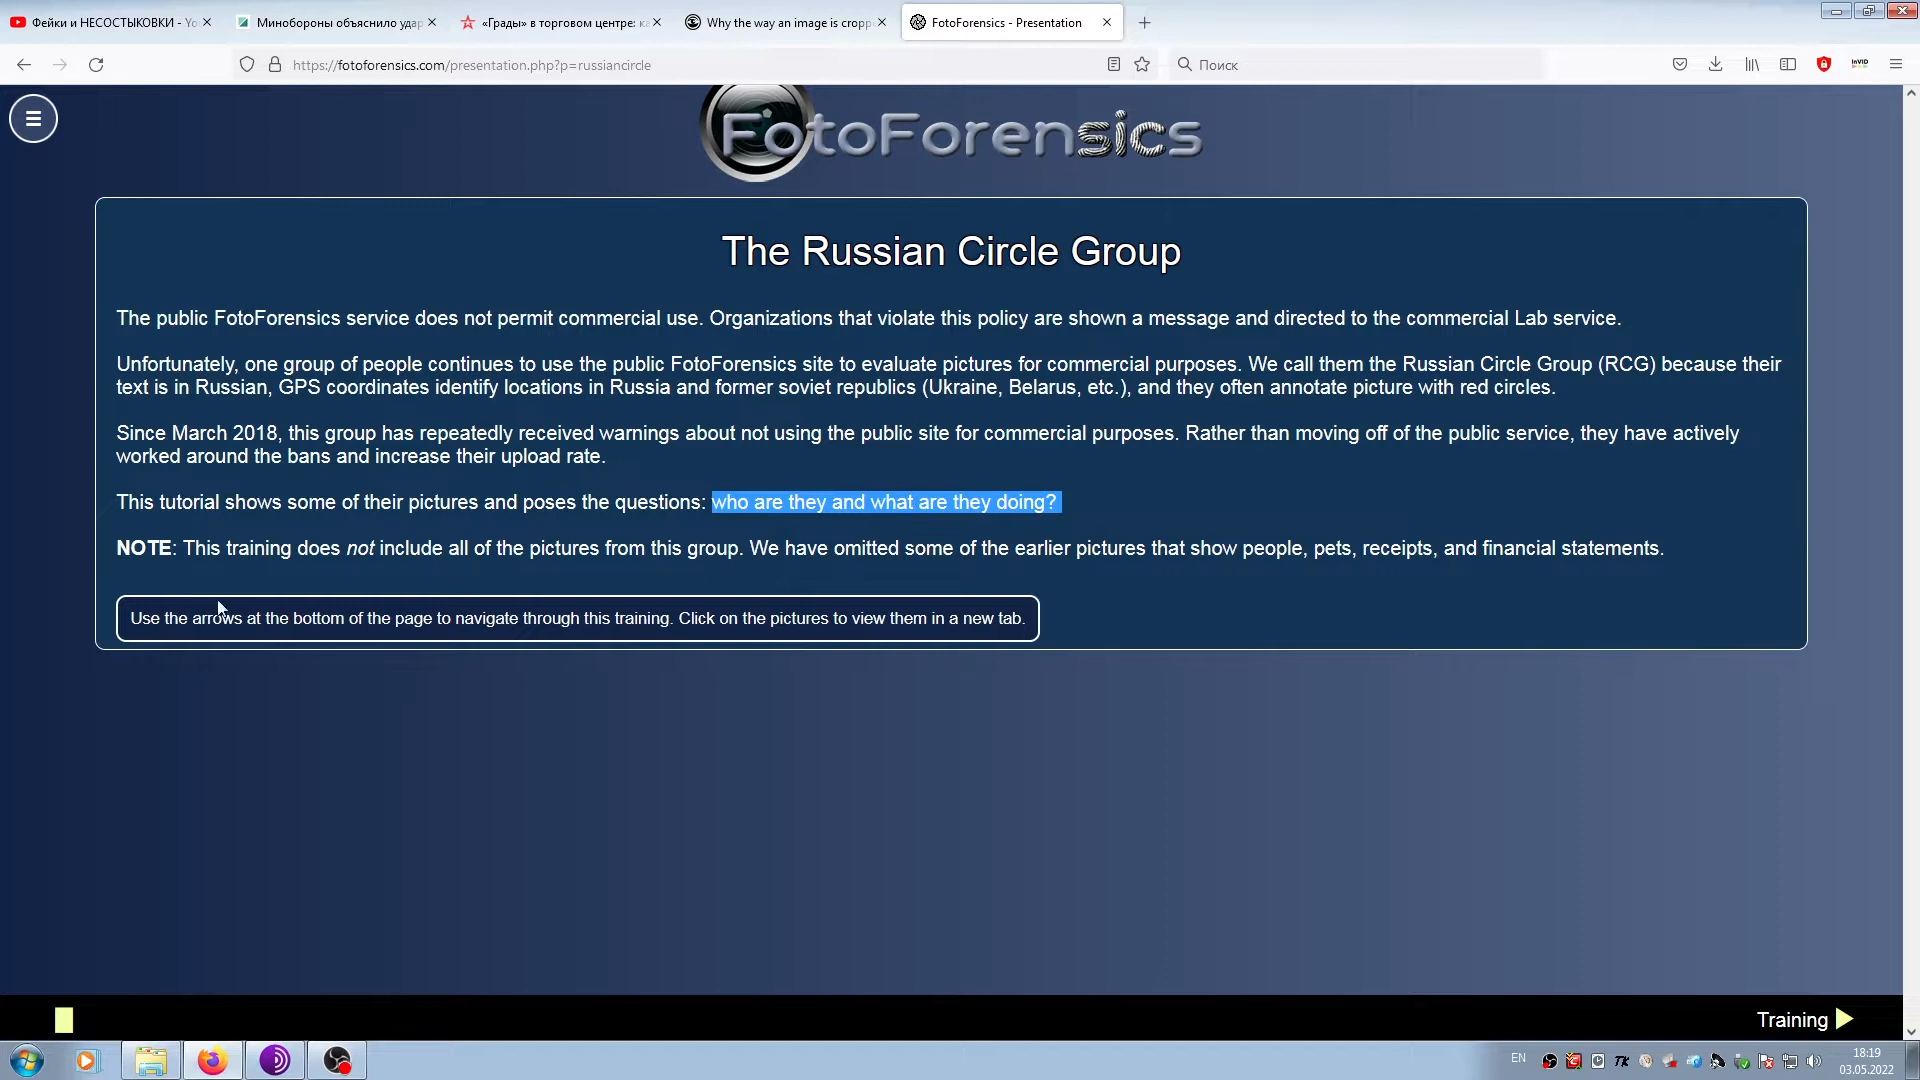 Фейки и НЕСОСТЫКОВКИ - Yo
Минобороны объяснило удар
«Грады» в торговом центре: ка
Why the way an image is cropp
FotoForensics - Presentation
https://fotoforensics.com/presentation.php?p=russiancircle
Поиск
InVID
FotoForensics
The Russian Circle Group
The public FotoForensics service does not permit commercial use. Organizations that violate this policy are shown a message and directed to the commercial Lab service.
Unfortunately, one group of people continues to use the public FotoForensics site to evaluate pictures for commercial purposes. We call them the Russian Circle Group (RCG) because their
text is in Russian, GPS coordinates identify locations in Russia and former soviet republics (Ukraine, Belarus, etc.), and they often annotate picture with red circles.
Since March 2018, this group has repeatedly received warnings about not using the public site for commercial purposes. Rather than moving off of the public service, they have actively
worked around the bans and increase their upload rate.
This tutorial shows some of their pictures and poses the questions: who are they and what are they doing?
NOTE: This training does not include all of the pictures from this group. We have omitted some of the earlier pictures that show people, pets, receipts, and financial statements.
Use the arrows at the bottom of the page to navigate through this training. Click on the pictures to view them in a new tab.
Training
EN
TK
18:19
03.05.2022